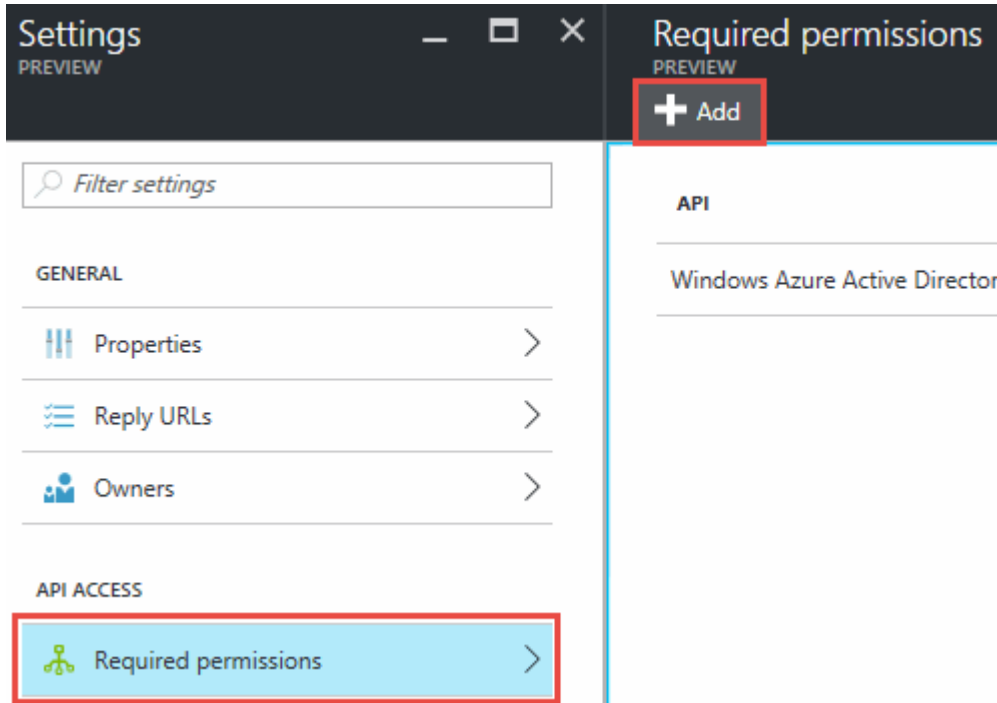 Settings
PREVIEW
Filter settings
GENERAL
Properties
Reply URLs
Owners
API ACCESS
Required permissions
Required permissions
PREVIEW
Add
API
Windows Azure Active Director